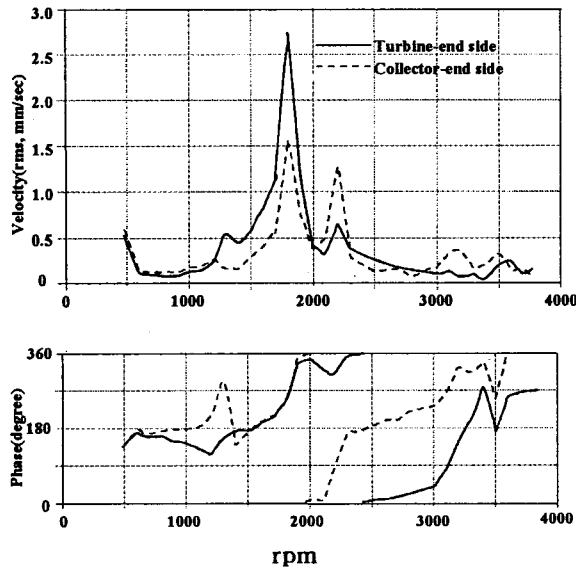 3.0
2.5
2.0
1.5
1.0
0.5
0
Velocity(rms, mm/sec)
Turbine-end side
Collector-end side
0 1000 2000 3000 4000
360
180
0
Phase(degree)
0 1000 2000 3000 4000
rpm